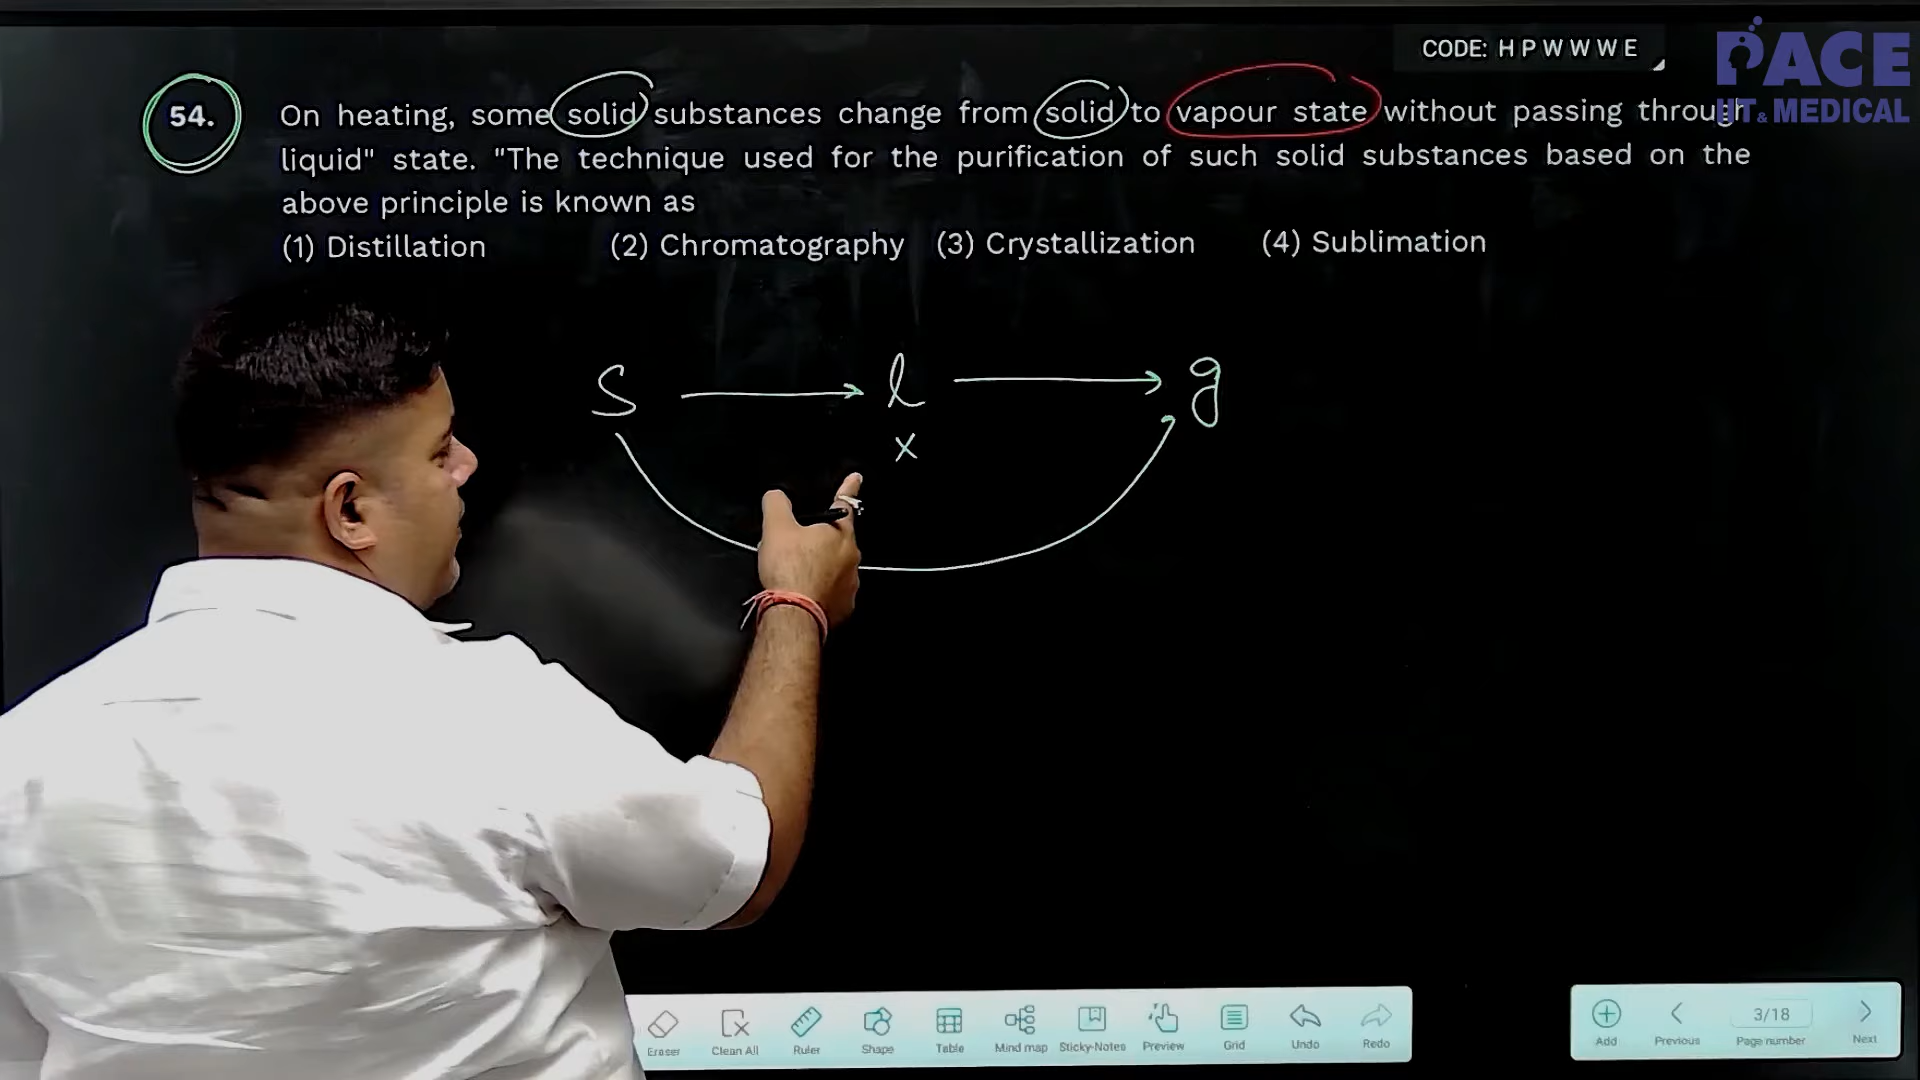 CODE: H P W W W E
PACE
IIT & MEDICAL
54. On heating, some solid substances change from solid to vapour state without passing through
liquid" state. "The technique used for the purification of such solid substances based on the
above principle is known as
(1) Distillation (2) Chromatography (3) Crystallization (4) Sublimation
S → l → g
x
Eraser Clean All Ruler Shape Table Mind map Sticky-Notes Preview Grid Undo Redo
Add Previous 3/18 Page number Next